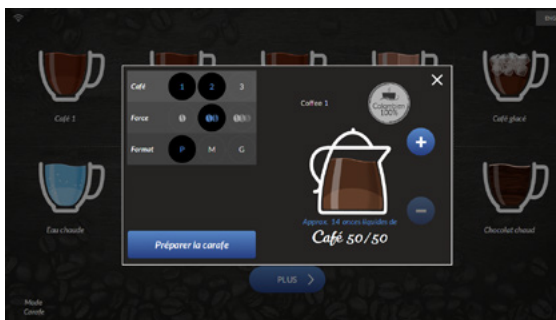 Café 1
Café glacé
Eau chaude
Chocolat chaud
Café 1 2 3
Force
Format P M G
Préparer la carafe
Coffee 1
Colombien
100%
Approx. 14 onces liquides de
Café 50/50
PLUS
Mode
Carafe